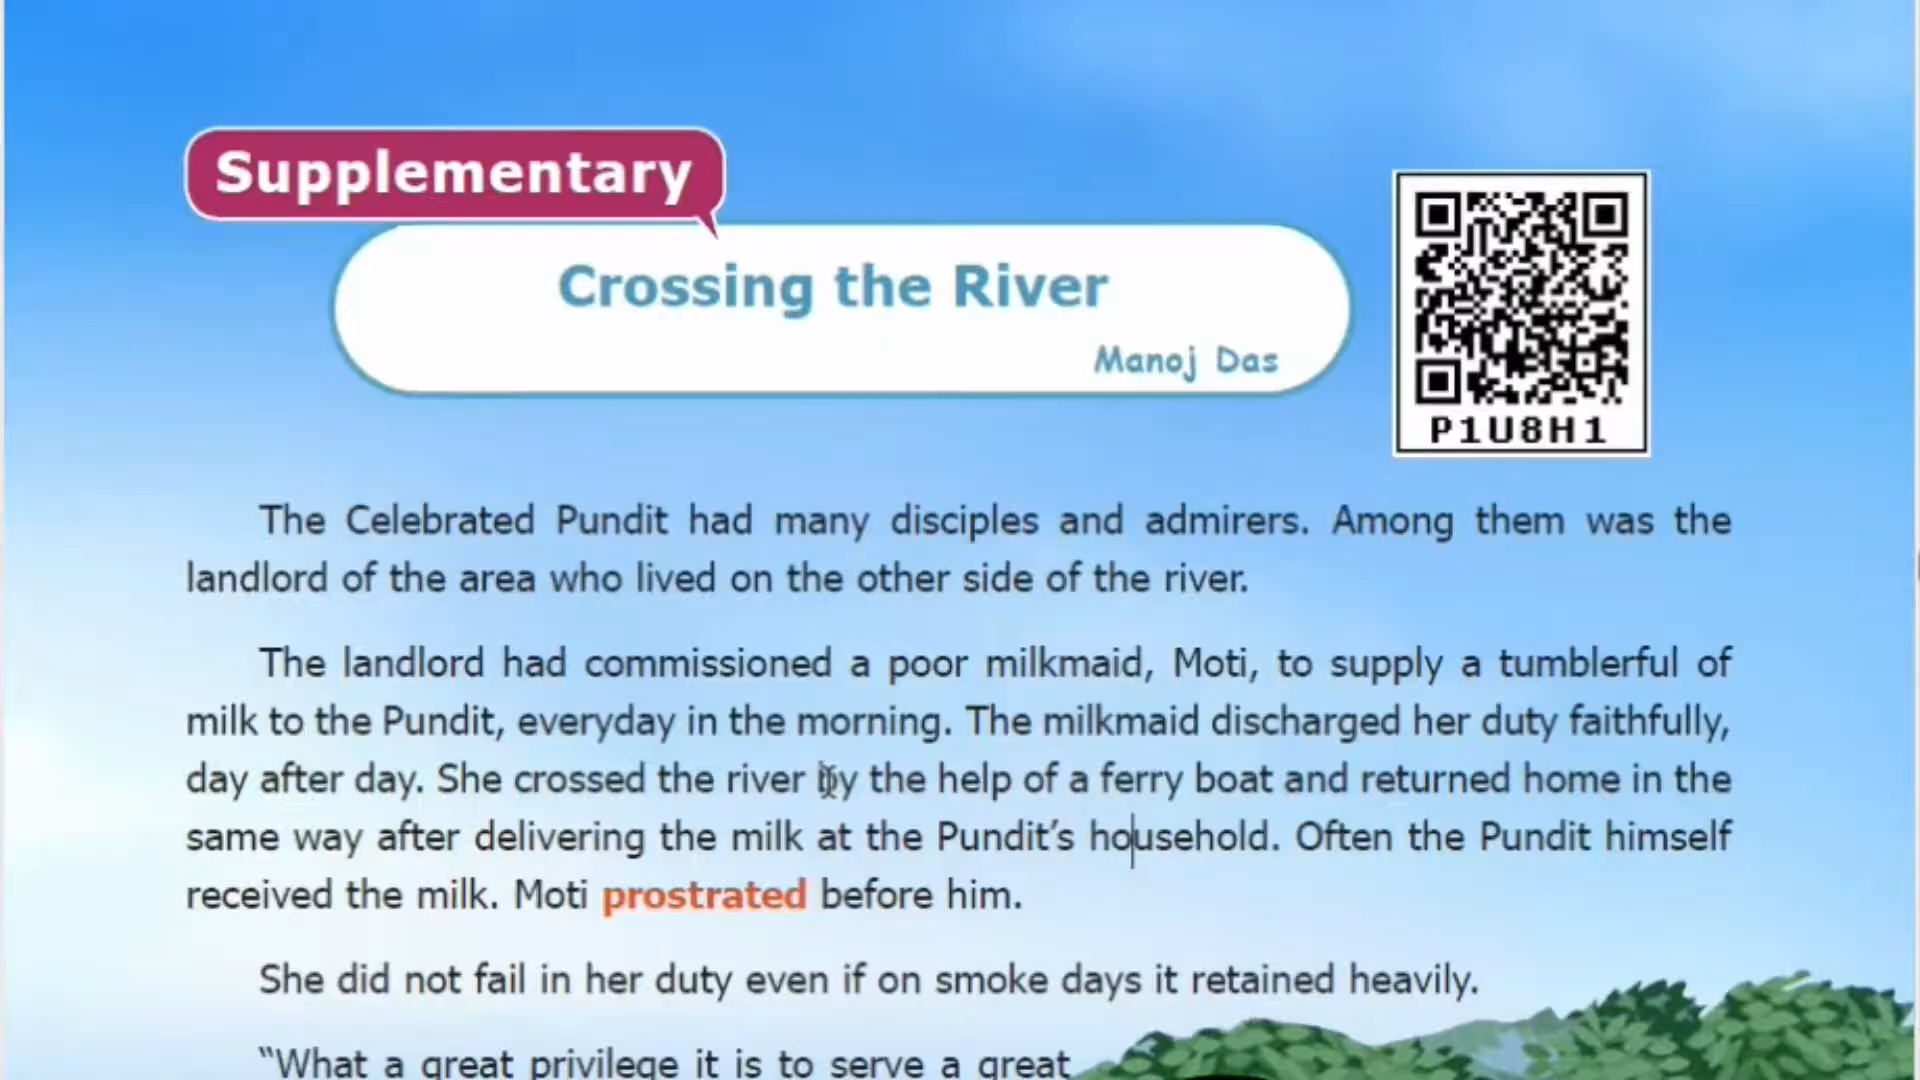 Supplementary
Crossing the River
Manoj Das
P1U8H1
The Celebrated Pundit had many disciples and admirers. Among them was the
landlord of the area who lived on the other side of the river.
The landlord had commissioned a poor milkmaid, Moti, to supply a tumblerful of
milk to the Pundit, everyday in the morning. The milkmaid discharged her duty faithfully,
day after day. She crossed the river by the help of a ferry boat and returned home in the
same way after delivering the milk at the Pundit's household. Often the Pundit himself
received the milk. Moti prostrated before him.
She did not fail in her duty even if on smoke days it retained heavily.
“What a great privilege it is to serve a great